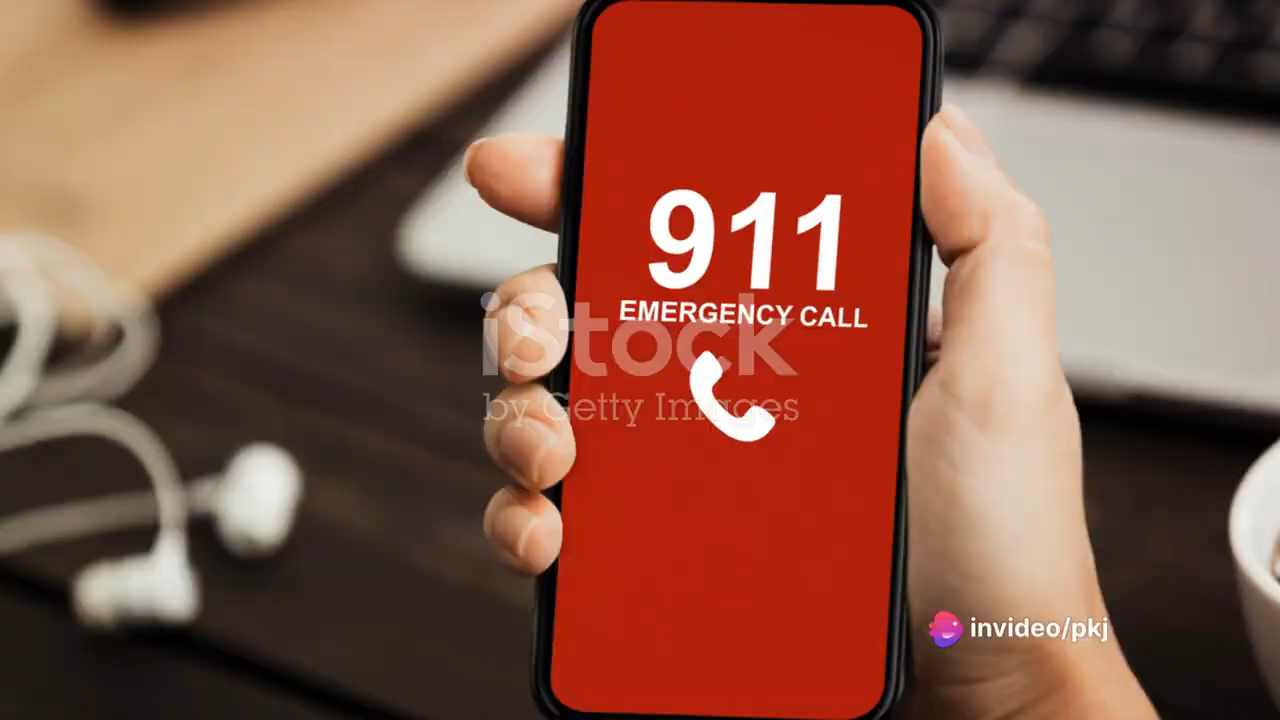 911
EMERGENCY CALL
iStock
by Getty Images
invideo/pkj